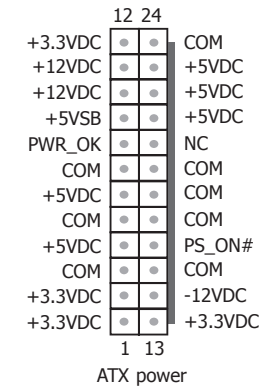 12 24
+3.3VDC COM
+12VDC +5VDC
+12VDC +5VDC
+5VSB +5VDC
PWR_OK NC
COM COM
+5VDC COM
COM COM
+5VDC PS_ON#
COM COM
+3.3VDC -12VDC
+3.3VDC +3.3VDC
1 13
ATX power